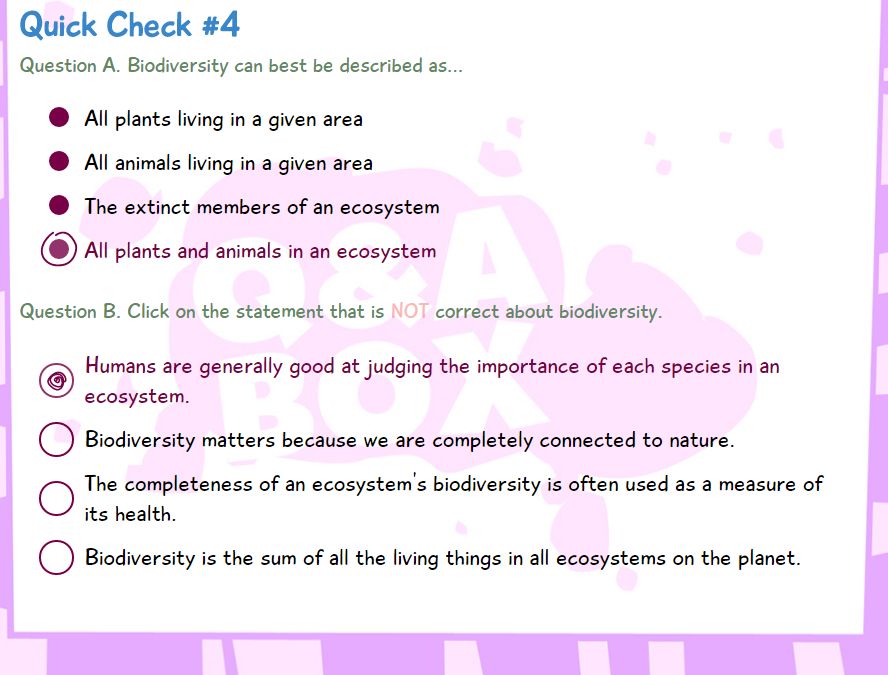 Quick Check #4
Question A. Biodiversity can best be described as...
All plants living in a given area
All animals living in a given area
The extinct members of an ecosystem
All plants and animals in an ecosystem
Question B. Click on the statement that is NOT correct about biodiversity.
Humans are generally good at judging the importance of each species in an
ecosystem.
Biodiversity matters because we are completely connected to nature.
The completeness of an ecosystem's biodiversity is often used as a measure of
its health.
Biodiversity is the sum of all the living things in all ecosystems on the planet.
Q&A
BOX